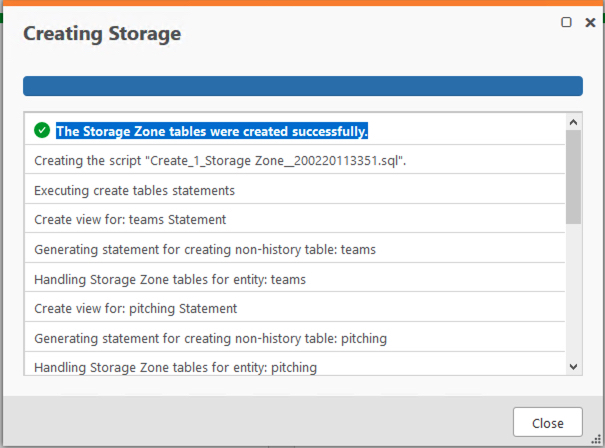 Creating Storage
The Storage Zone tables were created successfully.
Creating the script "Create_1_Storage Zone__200220113351.sql".
Executing create tables statements
Create view for: teams Statement
Generating statement for creating non-history table: teams
Handling Storage Zone tables for entity: teams
Create view for: pitching Statement
Generating statement for creating non-history table: pitching
Handling Storage Zone tables for entity: pitching
Close